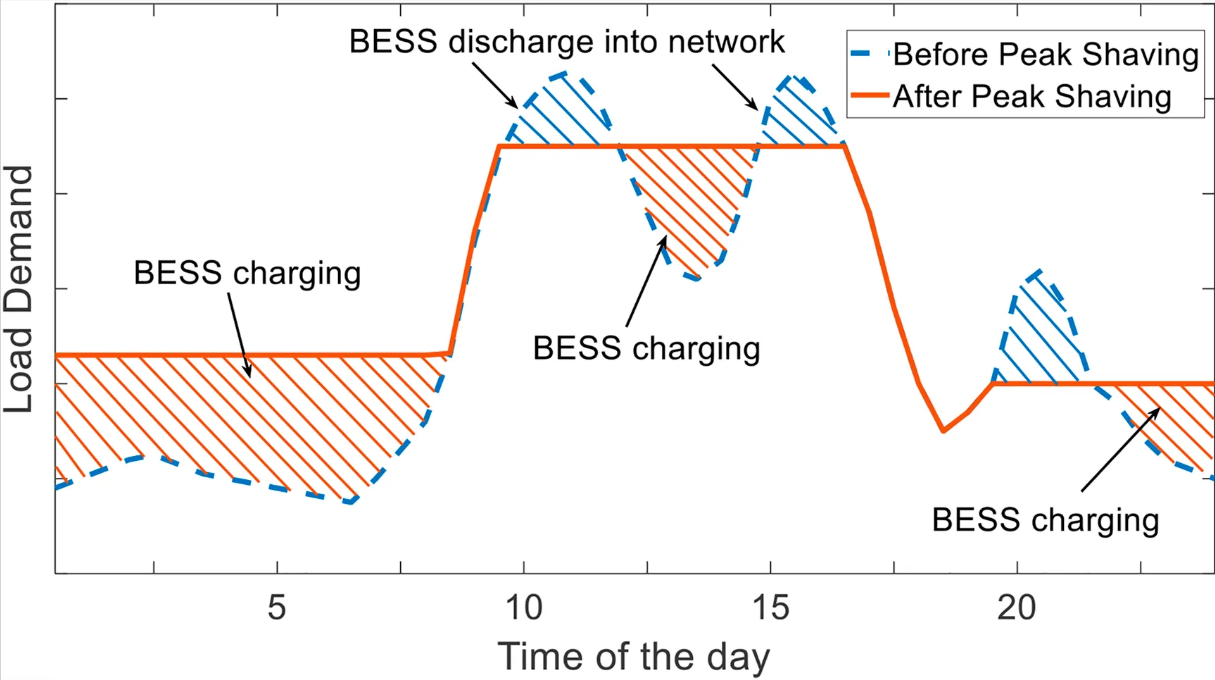 BESS discharge into network
Before Peak Shaving
After Peak Shaving
BESS charging
BESS charging
BESS charging
Load Demand
5
10
15
20
Time of the day